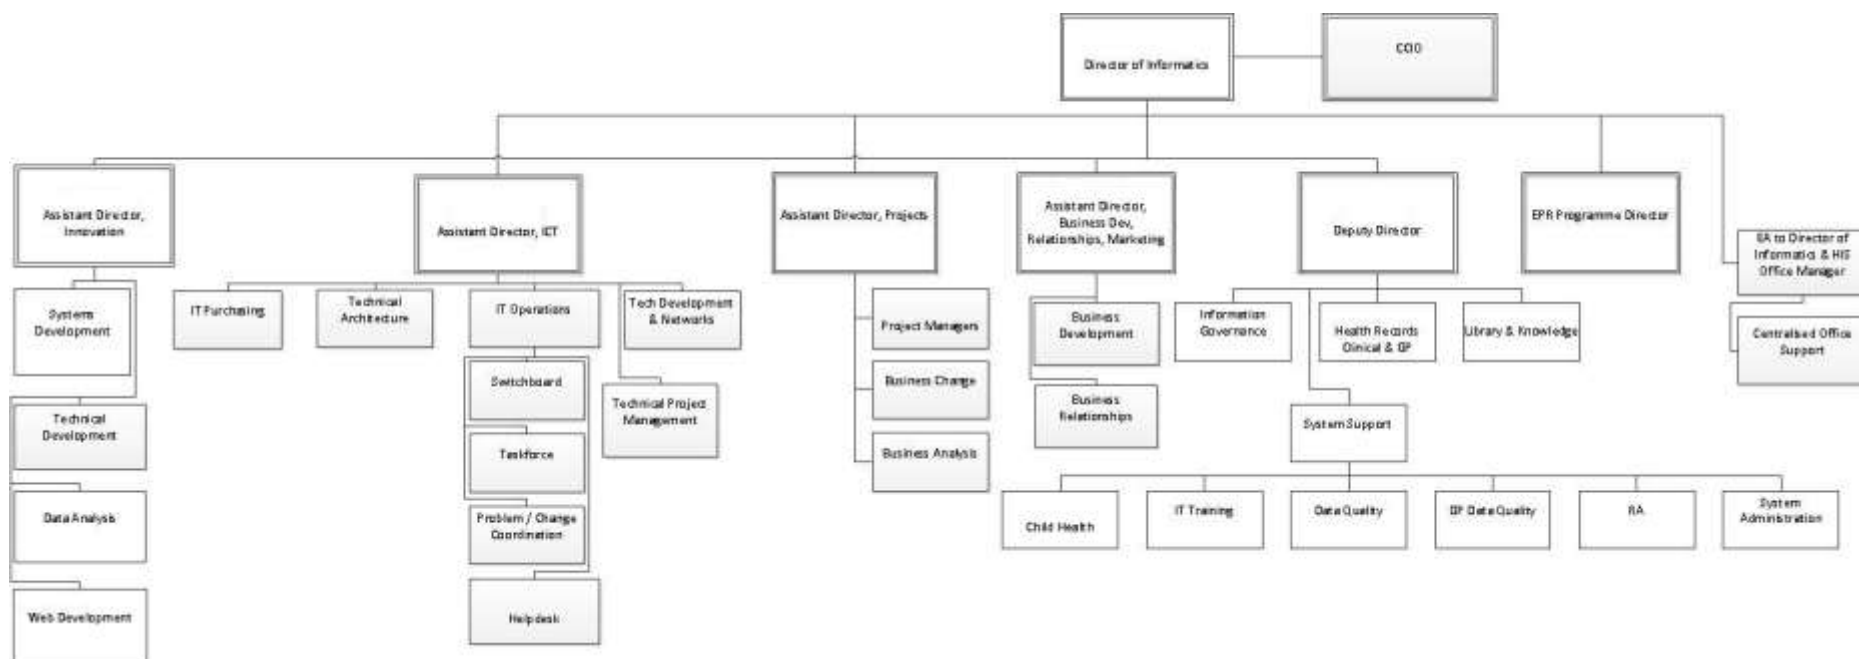 CCIO
Director of Informatics
Assistant Director,
Innovation
Assistant Director, ICT
Assistant Director, Projects
Assistant Director,
Business Dev,
Relationships, Marketing
Deputy Director
EPR Programme Director
EA to Director of
Informatics & HIS
Office Manager
Systems
Development
IT Purchasing
Technical
Architecture
IT Operations
Tech Development
& Networks
Project Managers
Business
Development
Information
Governance
Health Records
Clinical & GP
Library & Knowledge
Centralised Office
Support
Switchboard
Technical Project
Management
Business Change
Business
Relationships
System Support
Technical
Development
Taskforce
Business Analysis
Data Analysis
Problem / Change
Coordination
Child Health
IT Training
Data Quality
GP Data Quality
RA
System
Administration
Web Development
Helpdesk